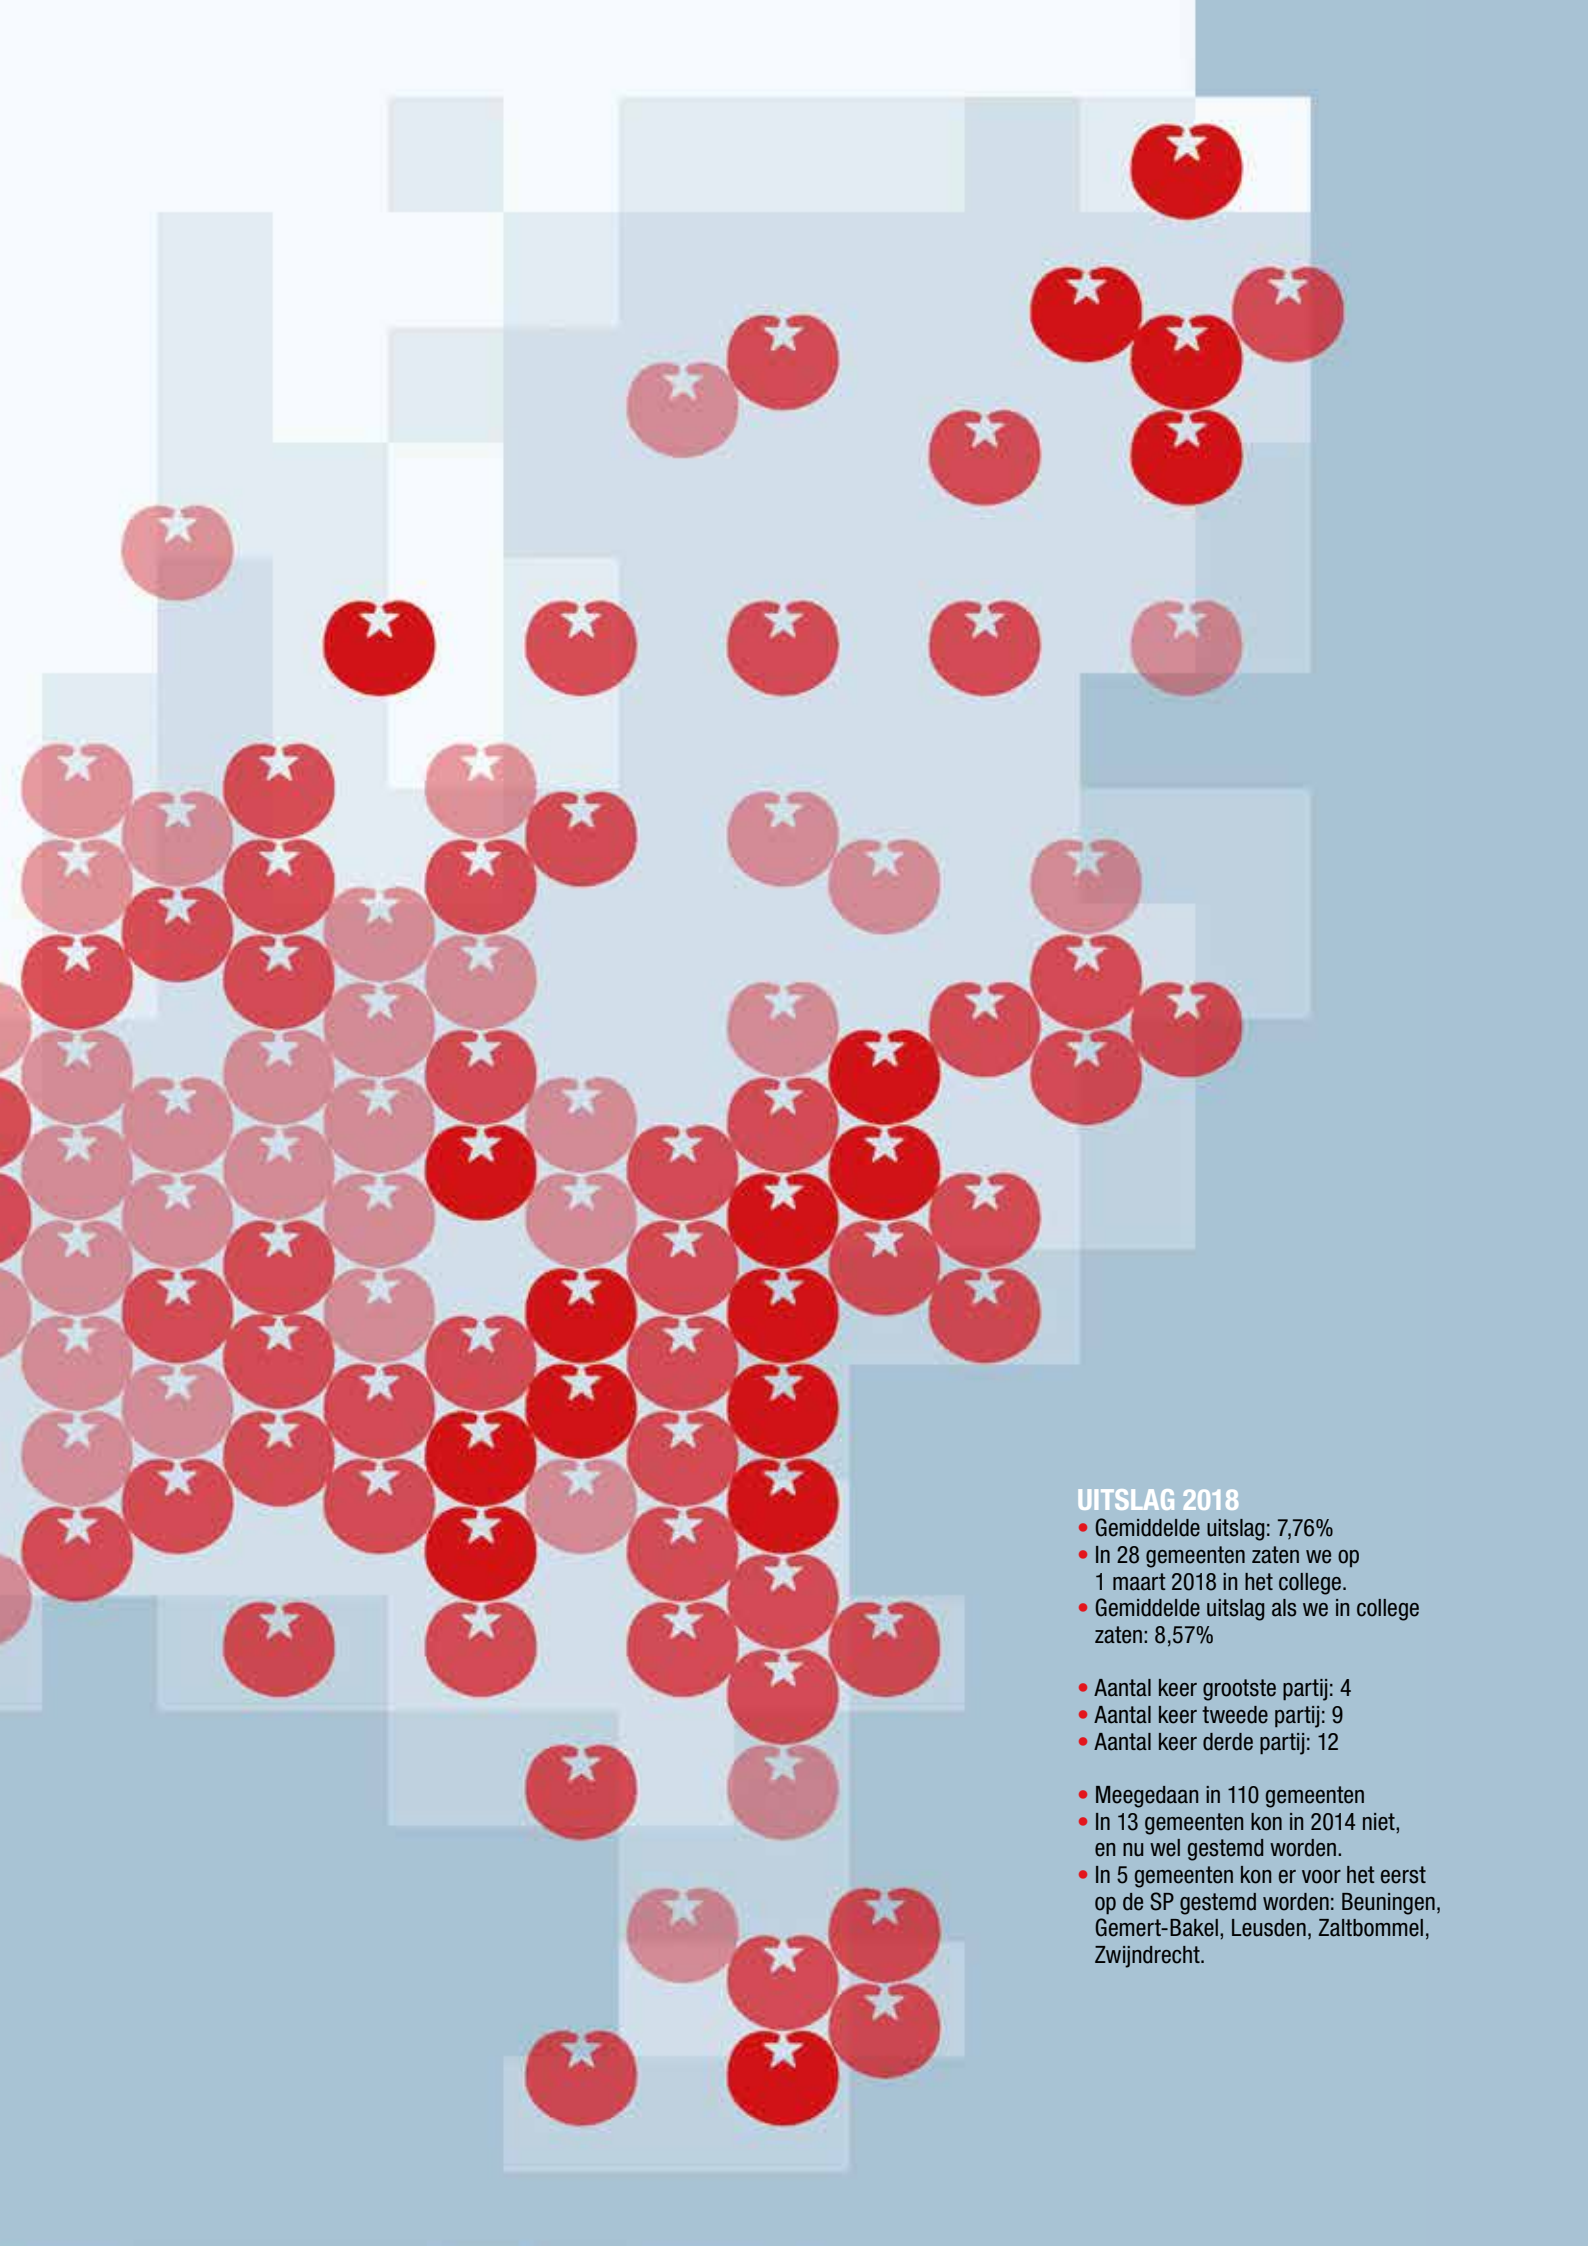 UITSLAG 2018
• Gemiddelde uitslag: 7,76%
• In 28 gemeenten zaten we op
1 maart 2018 in het college.
• Gemiddelde uitslag als we in college
zaten: 8,57%
• Aantal keer grootste partij: 4
• Aantal keer tweede partij: 9
• Aantal keer derde partij: 12
• Meegedaan in 110 gemeenten
• In 13 gemeenten kon in 2014 niet,
en nu wel gestemd worden.
• In 5 gemeenten kon er voor het eerst
op de SP gestemd worden: Beuningen,
Gemert-Bakel, Leusden, Zaltbommel,
Zwijndrecht.